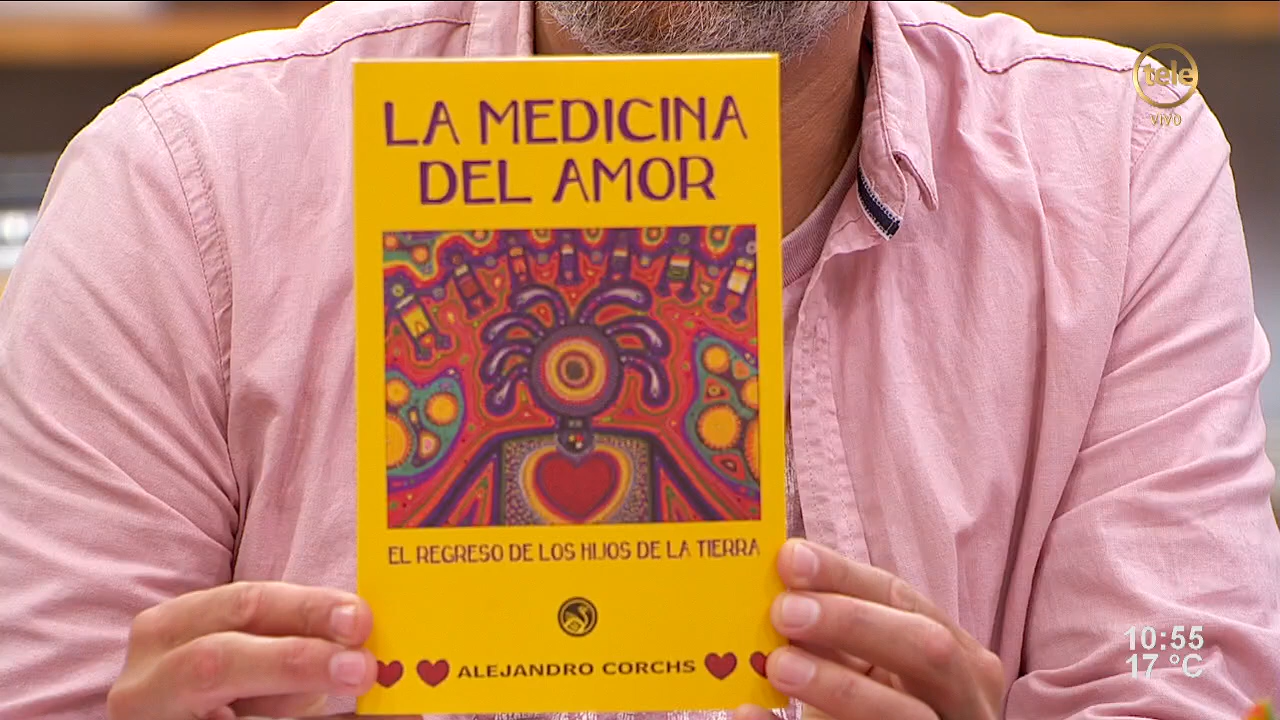 LA MEDICINA
DEL AMOR
EL REGRESO DE LOS HIJOS DE LA TIERRA
ALEJANDRO CORCHS
tele
VIVO
10:55
17 °C